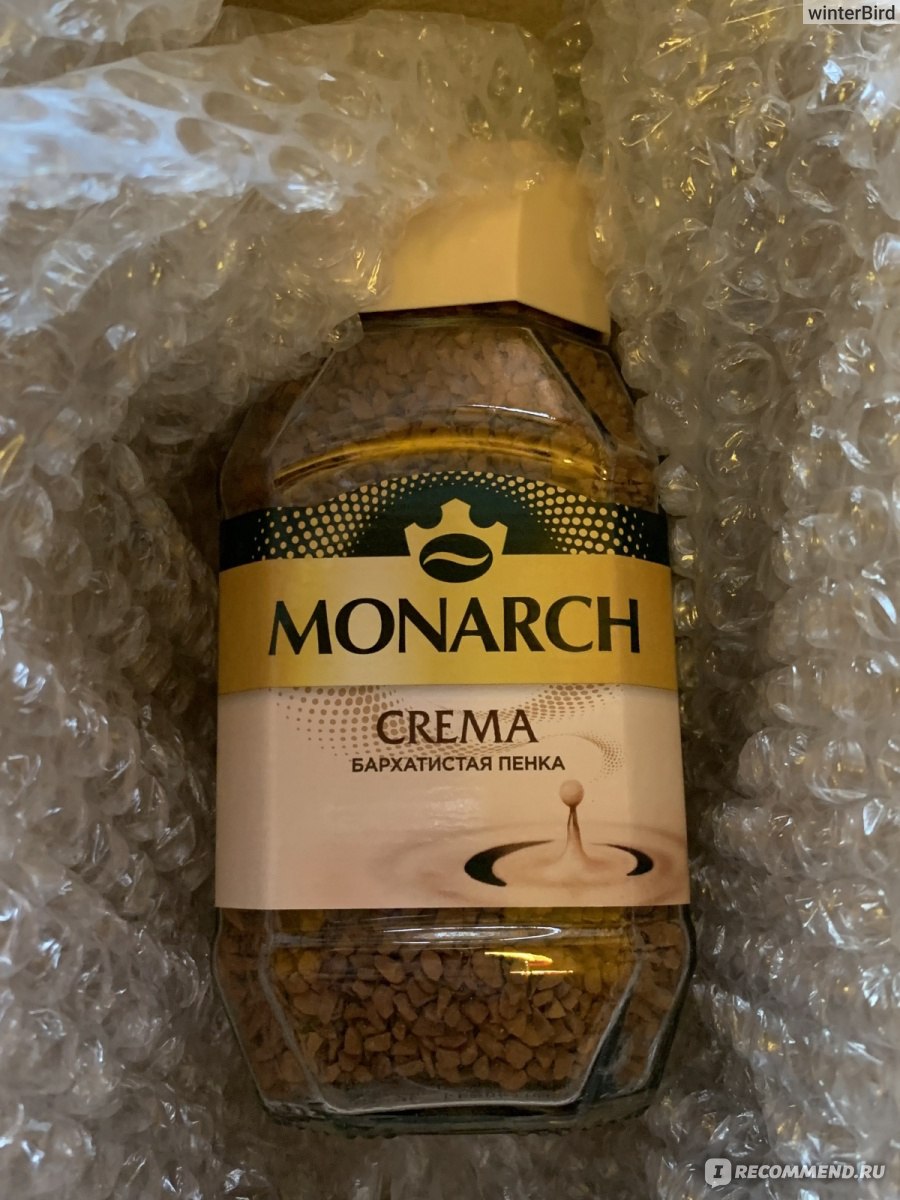 winterBird
MONARCH
CREMA
БАРХАТИСТАЯ ПЕНКА
I RECOMMEND.RU